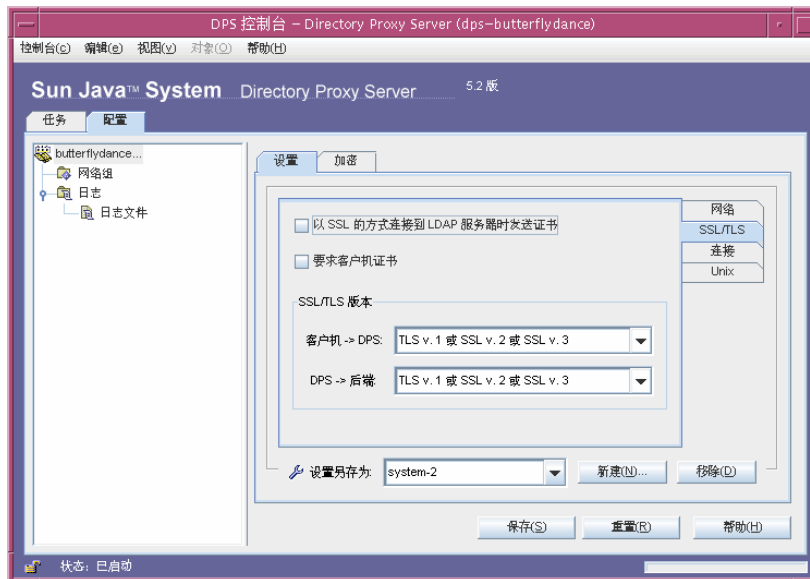 DPS 控制台 – Directory Proxy Server (dps-butterflydance)
控制台(C) 编辑(e) 视图(v) 对象(O) 帮助(H)
Sun Java™ System Directory Proxy Server 5.2 版
任务 配置
butterflydance...
网络组
日志
日志文件
设置 加密
网络
SSL/TLS
连接
Unix
以 SSL 的方式连接到 LDAP 服务器时发送证书
要求客户机证书
SSL/TLS 版本
客户机 -> DPS: TLS v. 1 或 SSL v. 2 或 SSL v. 3
DPS -> 后端: TLS v. 1 或 SSL v. 2 或 SSL v. 3
设置另存为: system-2 新建(N)... 移除(D)
保存(S) 重置(R) 帮助(H)
状态: 已启动